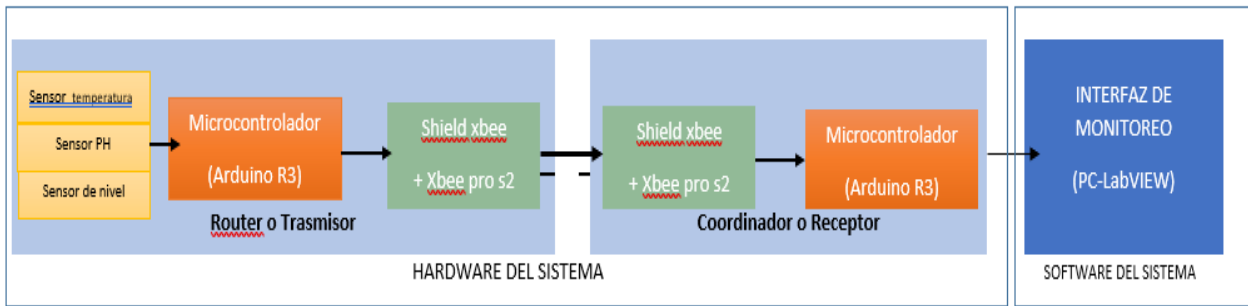 Sensor temperatura
Sensor PH
Sensor de nivel
Microcontrolador
(Arduino R3)
Shield xbee
+ Xbee pro s2
Router o Trasmisor
Shield xbee
+ Xbee pro s2
Microcontrolador
(Arduino R3)
Coordinador o Receptor
HARDWARE DEL SISTEMA
INTERFAZ DE
MONITOREO
(PC-LabVIEW)
SOFTWARE DEL SISTEMA